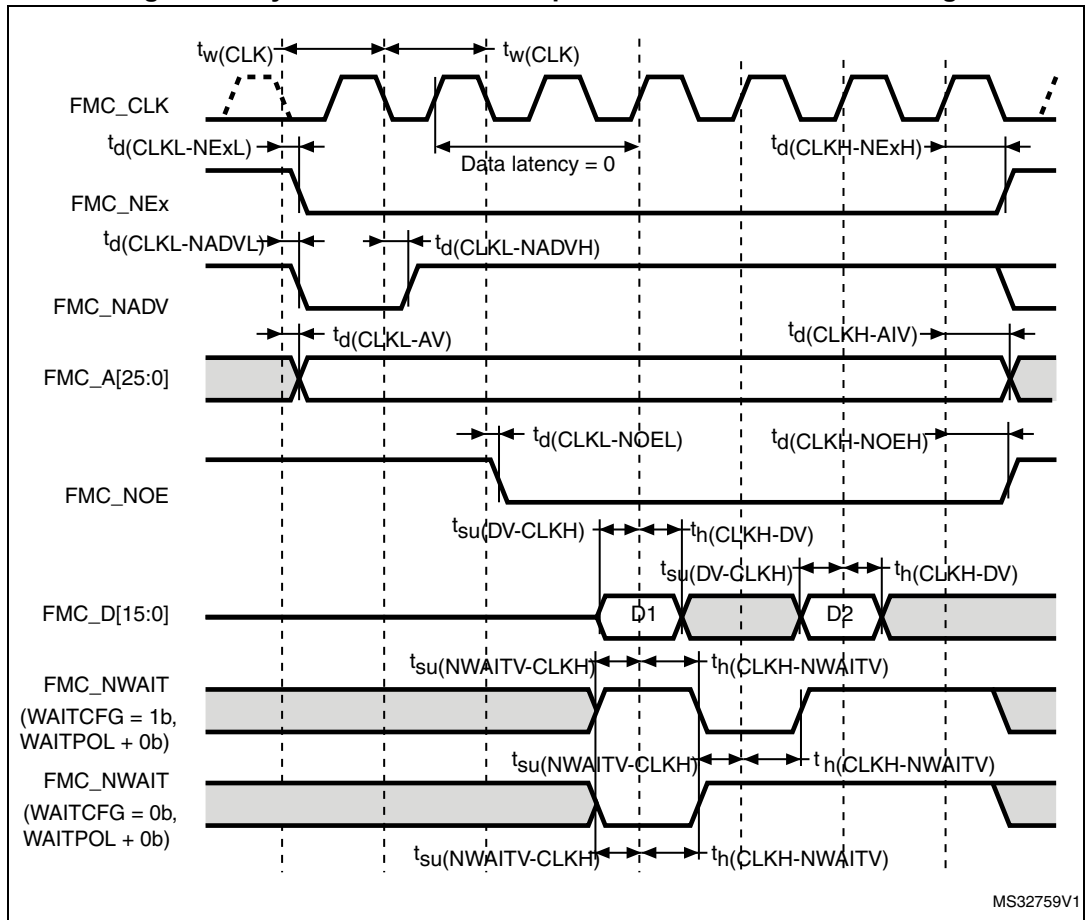 tw(CLK) tw(CLK)
FMC_CLK
td(CLKL-NExL) Data latency = 0 td(CLKH-NExH)
FMC_NEx
td(CLKL-NADVL) td(CLKL-NADVH)
FMC_NADV
td(CLKL-AV) td(CLKH-AIV)
FMC_A[25:0]
td(CLKL-NOEL) td(CLKH-NOEH)
FMC_NOE
tsu(DV-CLKH) th(CLKH-DV)
tsu(DV-CLKH) th(CLKH-DV)
FMC_D[15:0] D1 D2
tsu(NWAITV-CLKH) th(CLKH-NWAITV)
FMC_NWAIT
(WAITCFG = 1b,
WAITPOL + 0b)
tsu(NWAITV-CLKH) th(CLKH-NWAITV)
FMC_NWAIT
(WAITCFG = 0b,
WAITPOL + 0b)
tsu(NWAITV-CLKH) th(CLKH-NWAITV)
MS32759V1